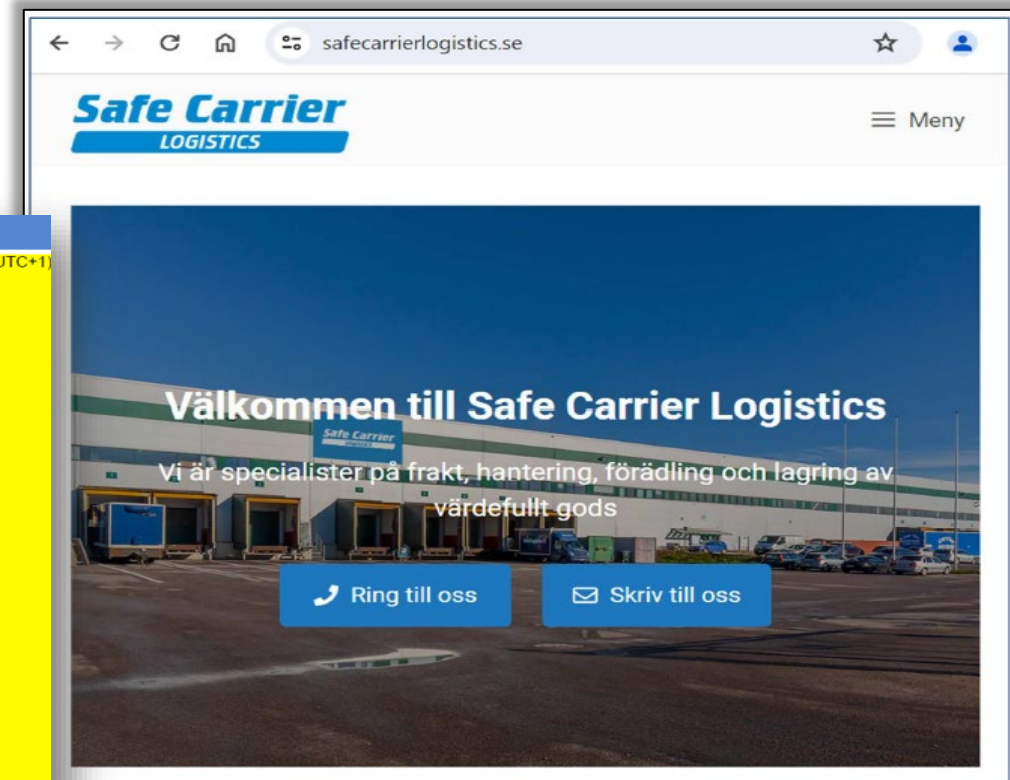 safecarrierlogistics.se
Safe Carrier
LOGISTICS
Meny
UTC+1)
Välkommen till Safe Carrier Logistics
Safe Carrier
Vi är specialister på frakt, hantering, förädling och lagring av
värdefullt gods
Ring till oss
Skriv till oss